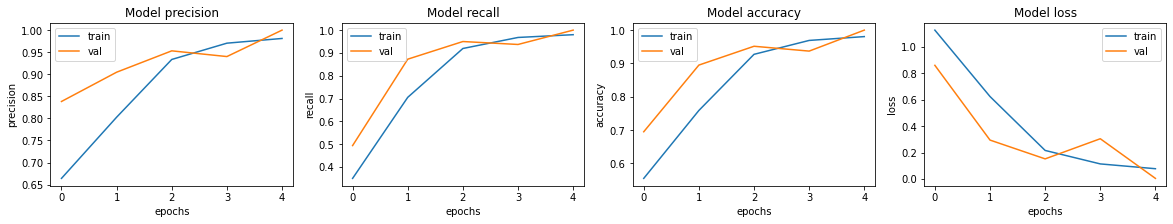 Model precision
1.00
0.95
0.90
0.85
0.80
0.75
0.70
0.65
precision
train
val
0 1 2 3 4
epochs
Model recall
1.0
0.9
0.8
0.7
0.6
0.5
0.4
recall
train
val
0 1 2 3 4
epochs
Model accuracy
1.0
0.9
0.8
0.7
0.6
accuracy
train
val
0 1 2 3 4
epochs
Model loss
1.0
0.8
0.6
0.4
0.2
0.0
loss
train
val
0 1 2 3 4
epochs